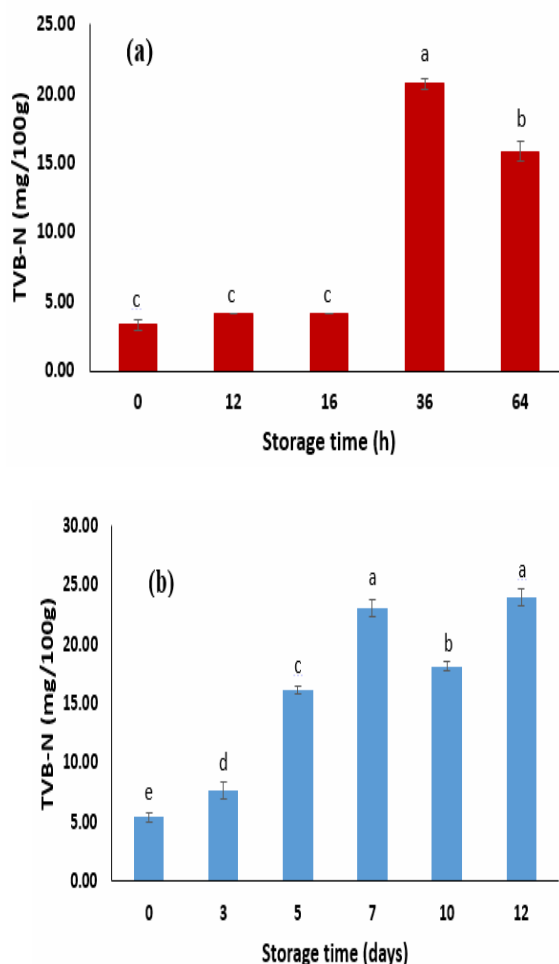 (a)
TVB-N (mg/100g)
25.00
20.00
15.00
10.00
5.00
0.00
c
c
c
a
b
0 12 16 36 64
Storage time (h)
(b)
TVB-N (mg/100g)
30.00
25.00
20.00
15.00
10.00
5.00
0.00
e
d
c
a
b
a
0 3 5 7 10 12
Storage time (days)